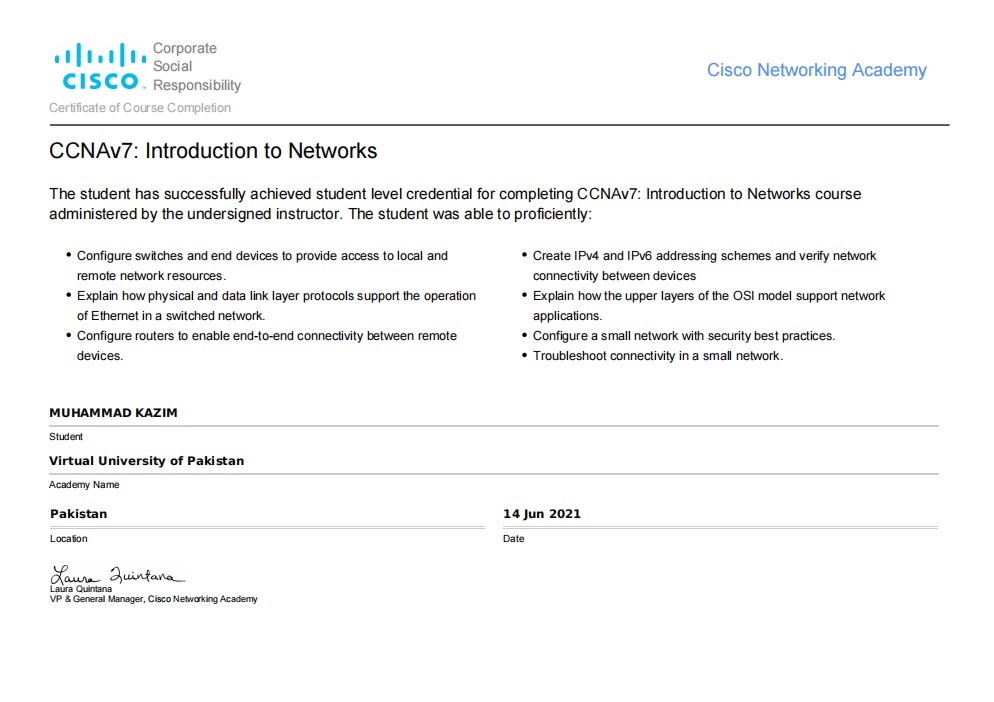 Corporate
Social
Responsibility
CISCO
Cisco Networking Academy
Certificate of Course Completion
CCNAv7: Introduction to Networks
The student has successfully achieved student level credential for completing CCNAv7: Introduction to Networks course
administered by the undersigned instructor. The student was able to proficiently:
• Configure switches and end devices to provide access to local and
remote network resources.
• Explain how physical and data link layer protocols support the operation
of Ethernet in a switched network.
• Configure routers to enable end-to-end connectivity between remote
devices.
• Create IPv4 and IPv6 addressing schemes and verify network
connectivity between devices
• Explain how the upper layers of the OSI model support network
applications.
• Configure a small network with security best practices.
• Troubleshoot connectivity in a small network.
MUHAMMAD KAZIM
Student
Virtual University of Pakistan
Academy Name
Pakistan
Location
14 Jun 2021
Date
Laura Quintana
Laura Quintana
VP & General Manager, Cisco Networking Academy